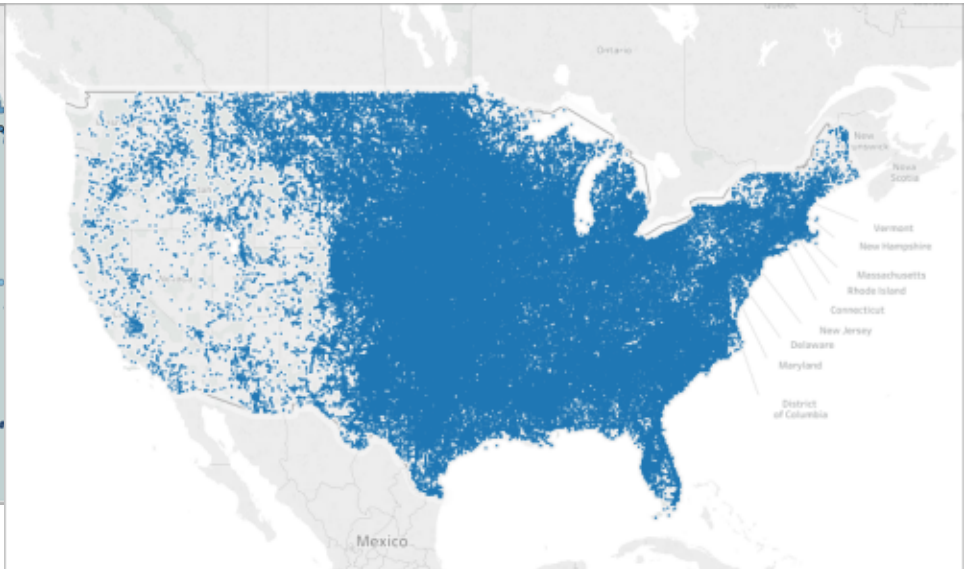 Ontario
New
Nova
Scotia
Vermont
New Hampshire
Massachusetts
Rhode Island
Connecticut
New Jersey
Delaware
Maryland
District
of Columbia
Mexico